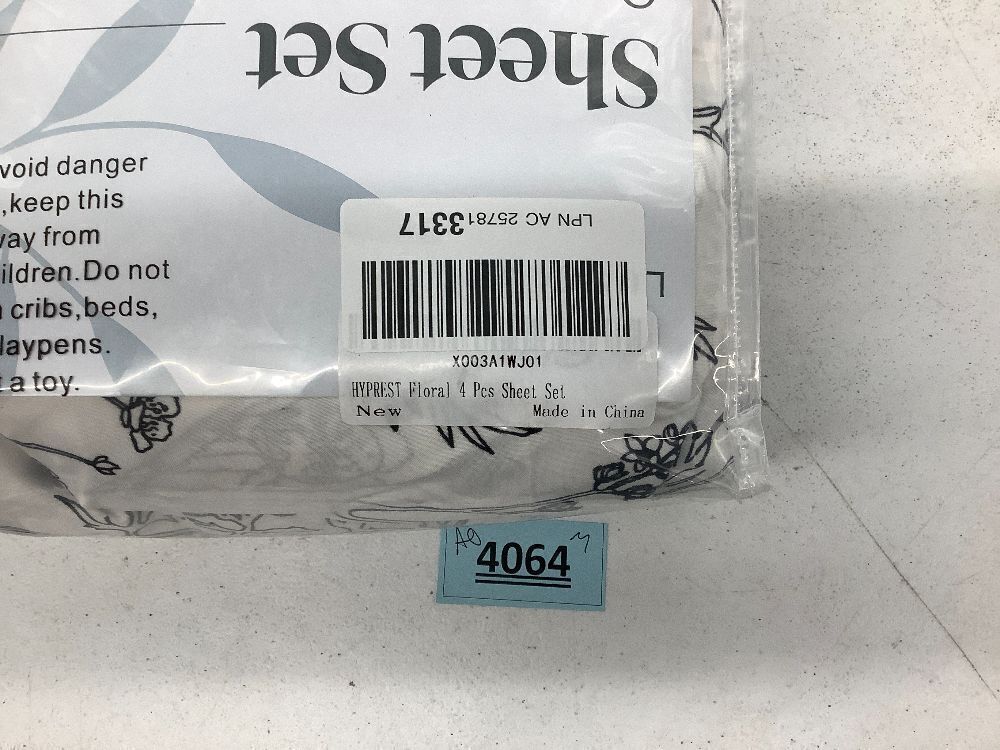 Sheet Set
void danger
,keep this
way from
ildren.Do not
cribs,beds,
laypens.
a toy.
LPN AC 257813317
X003A1WJ01
HYPREST Floral 4 Pcs Sheet Set
New Made in China
4064